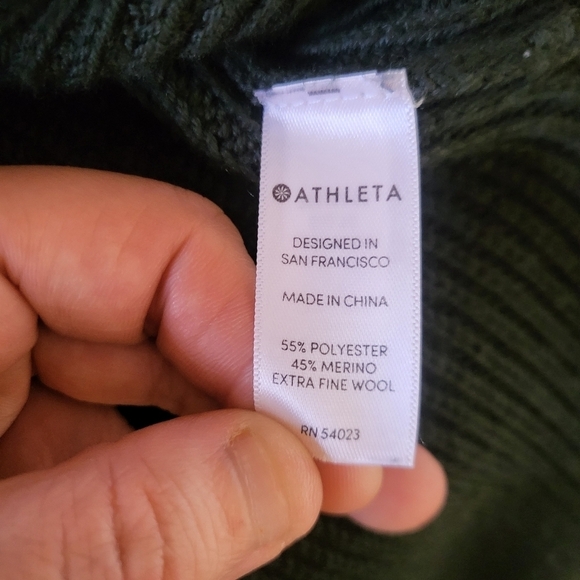 ATHLETA
DESIGNED IN
SAN FRANCISCO
MADE IN CHINA
55% POLYESTER
45% MERINO
EXTRA FINE WOOL
RN 54023